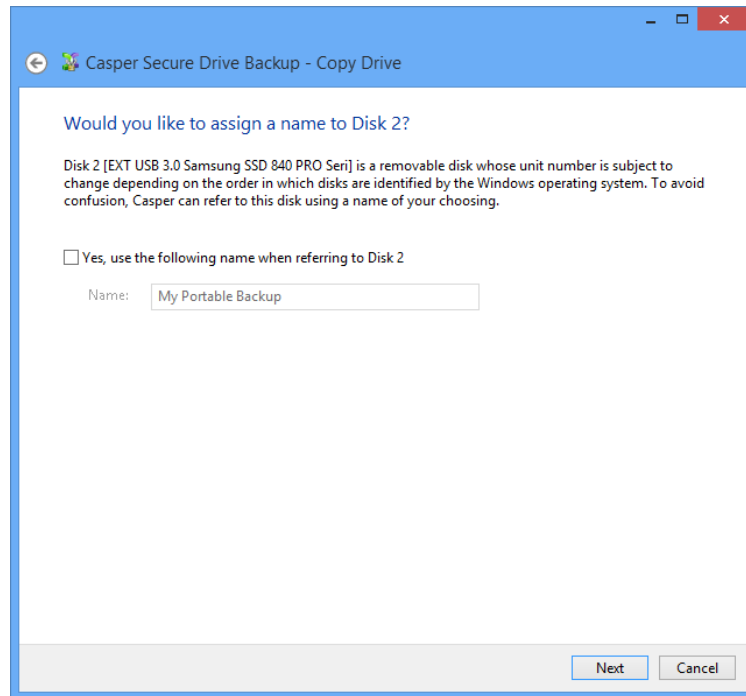 Casper Secure Drive Backup - Copy Drive
Would you like to assign a name to Disk 2?
Disk 2 [EXT USB 3.0 Samsung SSD 840 PRO Seri] is a removable disk whose unit number is subject to
change depending on the order in which disks are identified by the Windows operating system. To avoid
confusion, Casper can refer to this disk using a name of your choosing.
Yes, use the following name when referring to Disk 2
Name: My Portable Backup
Next Cancel